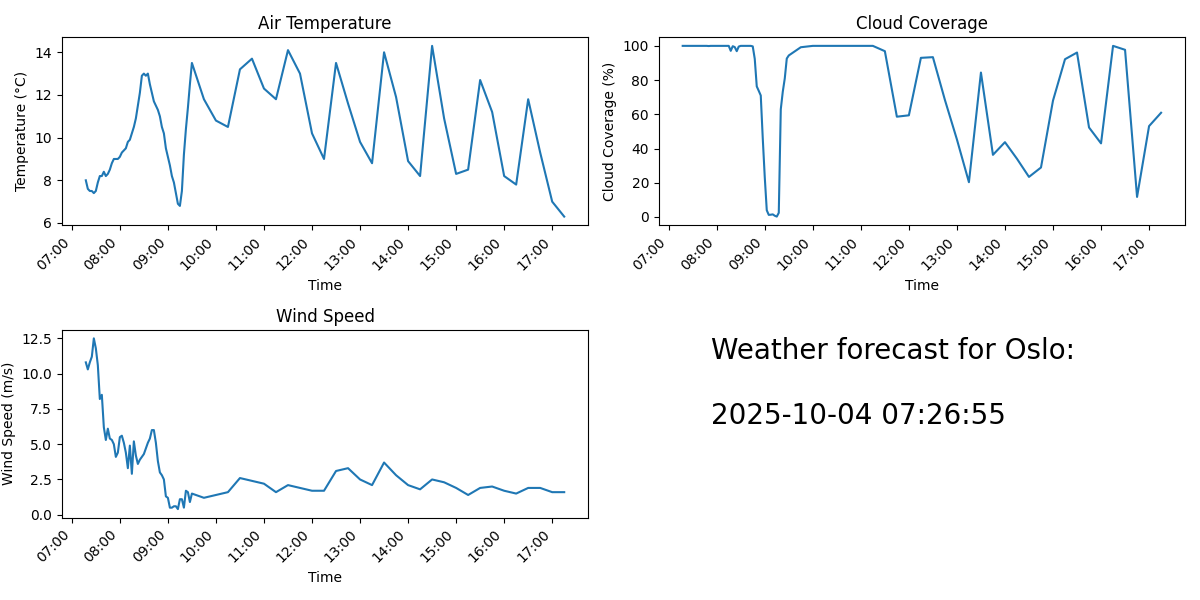 Air Temperature
Temperature (°C)
14
12
10
8
6
07:00 08:00 09:00 10:00 11:00 12:00 13:00 14:00 15:00 16:00 17:00
Time
Cloud Coverage
Cloud Coverage (%)
100
80
60
40
20
0
07:00 08:00 09:00 10:00 11:00 12:00 13:00 14:00 15:00 16:00 17:00
Time
Wind Speed
Wind Speed (m/s)
12.5
10.0
7.5
5.0
2.5
0.0
07:00 08:00 09:00 10:00 11:00 12:00 13:00 14:00 15:00 16:00 17:00
Time
Weather forecast for Oslo:
2025-10-04 07:26:55